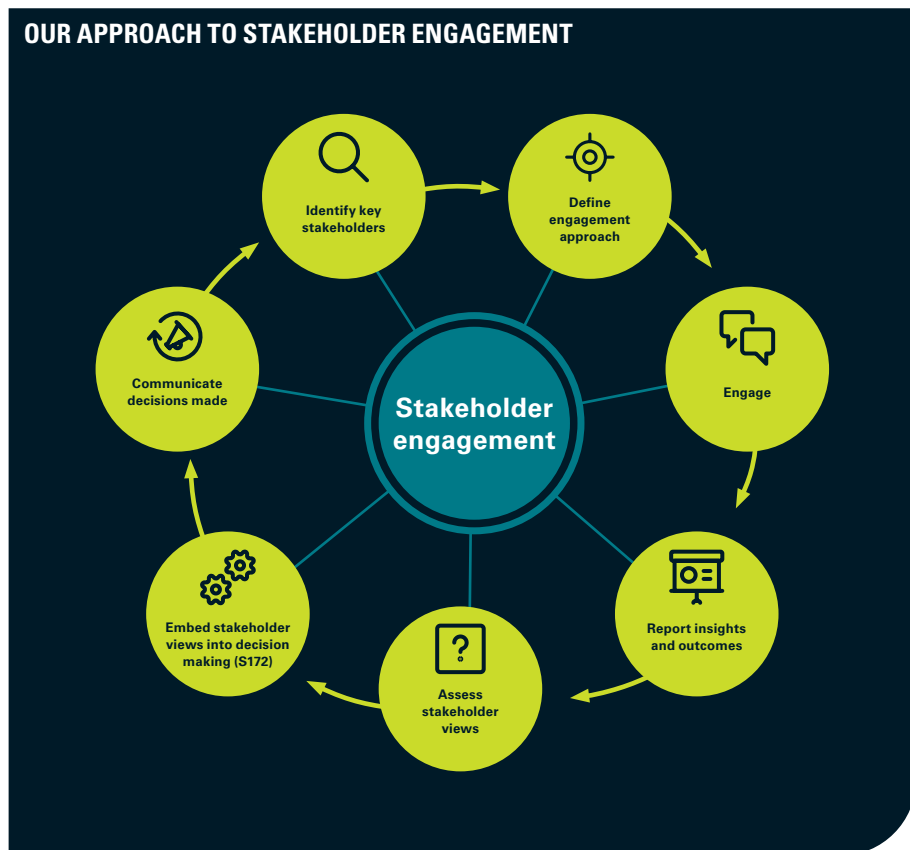 OUR APPROACH TO STAKEHOLDER ENGAGEMENT
Identify key
stakeholders
Define
engagement
approach
Engage
Report insights
and outcomes
Assess
stakeholder
views
Embed stakeholder
views into decision
making (S172)
Communicate
decisions made
Stakeholder
engagement
?